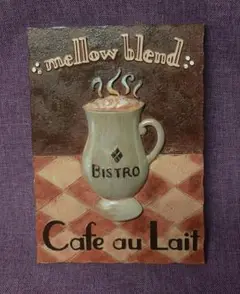 mellow blend
BISTRO
Cafe au Lait